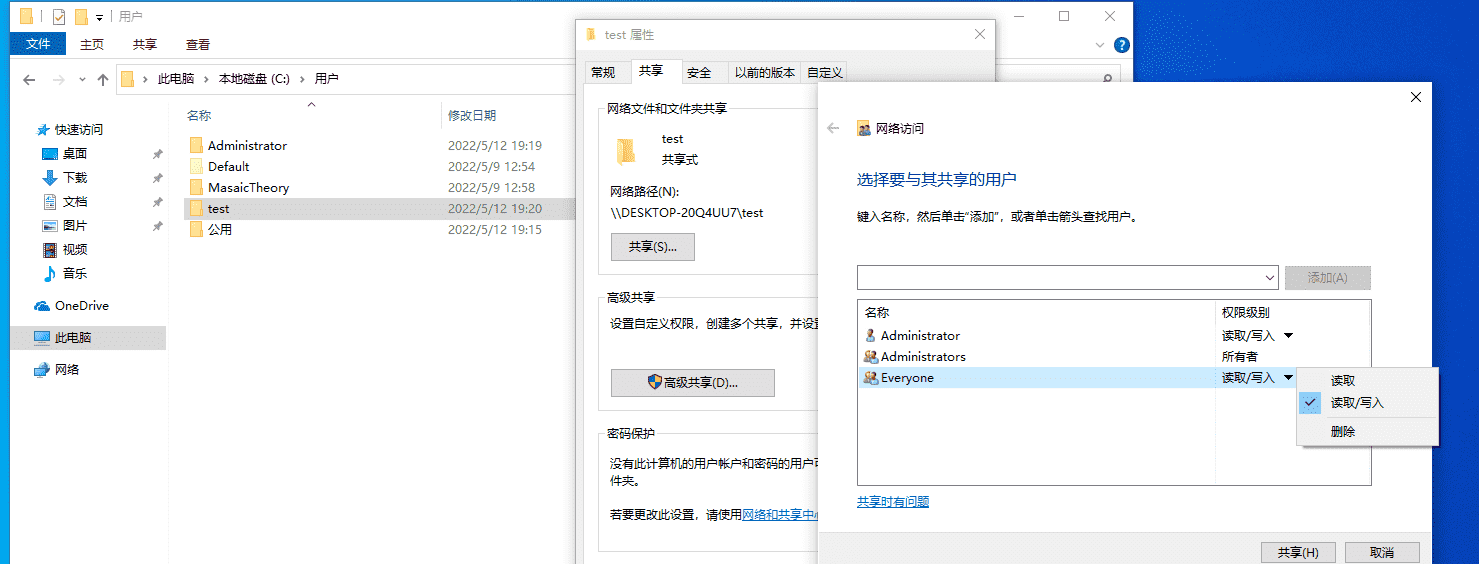 用户
文件 主页 共享 查看
此电脑 本地磁盘 (C:) 用户
快速访问
桌面
下载
文档
图片
视频
音乐
OneDrive
此电脑
网络
名称 修改日期
Administrator 2022/5/12 19:19
Default 2022/5/9 12:54
MasaicTheory 2022/5/9 12:58
test 2022/5/12 19:20
公用 2022/5/12 19:15
test 属性
常规 共享 安全 以前的版本 自定义
网络文件和文件夹共享
test
共享式
网络路径(N):
\\DESKTOP-20Q4UU7\test
共享(S)...
高级共享
设置自定义权限，创建多个共享，并设置
高级共享(D)...
密码保护
没有此计算机的用户帐户和密码的用户可
件夹。
若要更改此设置，请使用网络和共享中心
网络访问
选择要与其共享的用户
键入名称，然后单击“添加”，或者单击箭头查找用户。
添加(A)
名称 权限级别
Administrator 读取/写入
Administrators 所有者
Everyone 读取/写入
读取
读取/写入
删除
共享时有问题
共享(H) 取消